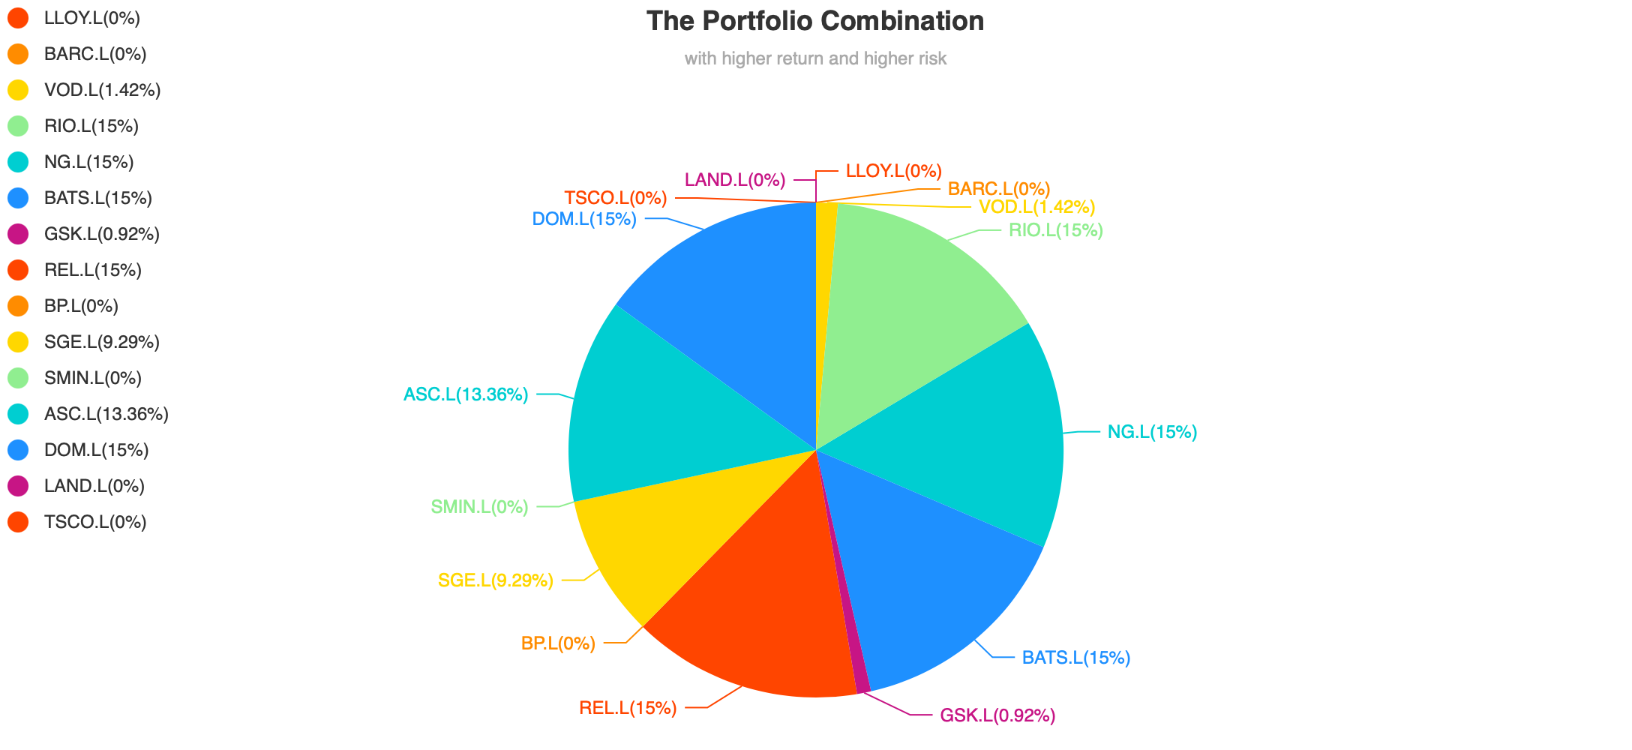 The Portfolio Combination
with higher return and higher risk
LLOY.L(0%)
BARC.L(0%)
VOD.L(1.42%)
RIO.L(15%)
NG.L(15%)
BATS.L(15%)
GSK.L(0.92%)
REL.L(15%)
BP.L(0%)
SGE.L(9.29%)
SMIN.L(0%)
ASC.L(13.36%)
DOM.L(15%)
LAND.L(0%)
TSCO.L(0%)
LLOY.L(0%)
BARC.L(0%)
VOD.L(1.42%)
RIO.L(15%)
NG.L(15%)
BATS.L(15%)
GSK.L(0.92%)
REL.L(15%)
BP.L(0%)
SGE.L(9.29%)
SMIN.L(0%)
ASC.L(13.36%)
DOM.L(15%)
TSCO.L(0%)
LAND.L(0%)